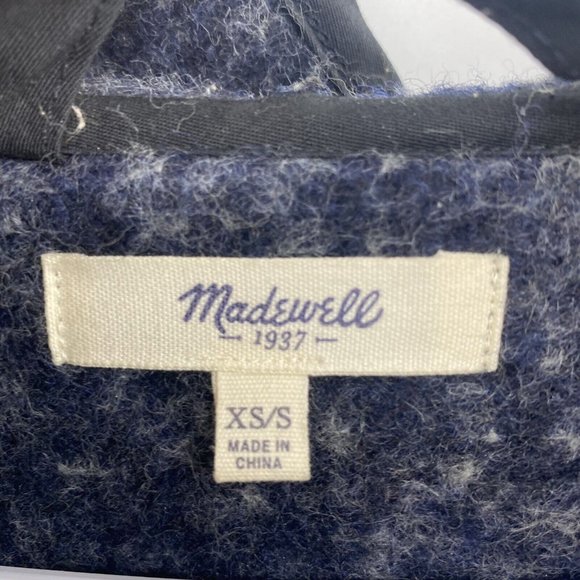 Madewell
— 1937 —
XS/S
MADE IN
CHINA